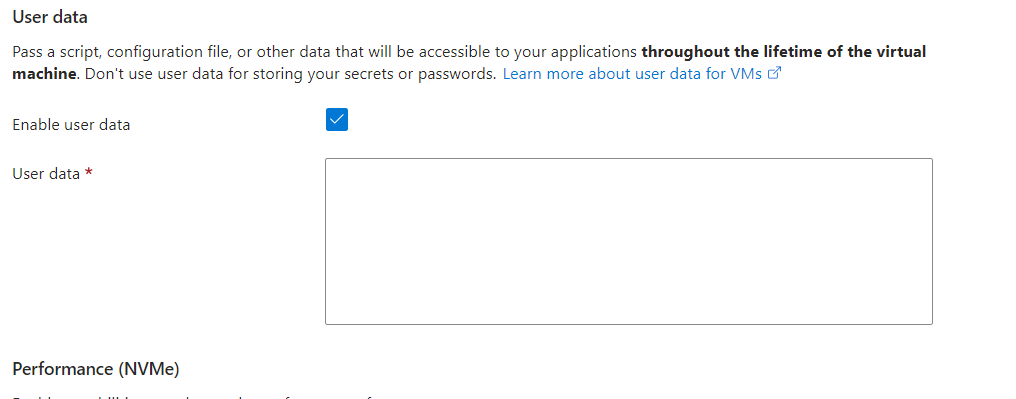 User data
Pass a script, configuration file, or other data that will be accessible to your applications throughout the lifetime of the virtual
machine. Don't use user data for storing your secrets or passwords. Learn more about user data for VMs
Enable user data
User data *
Performance (NVMe)